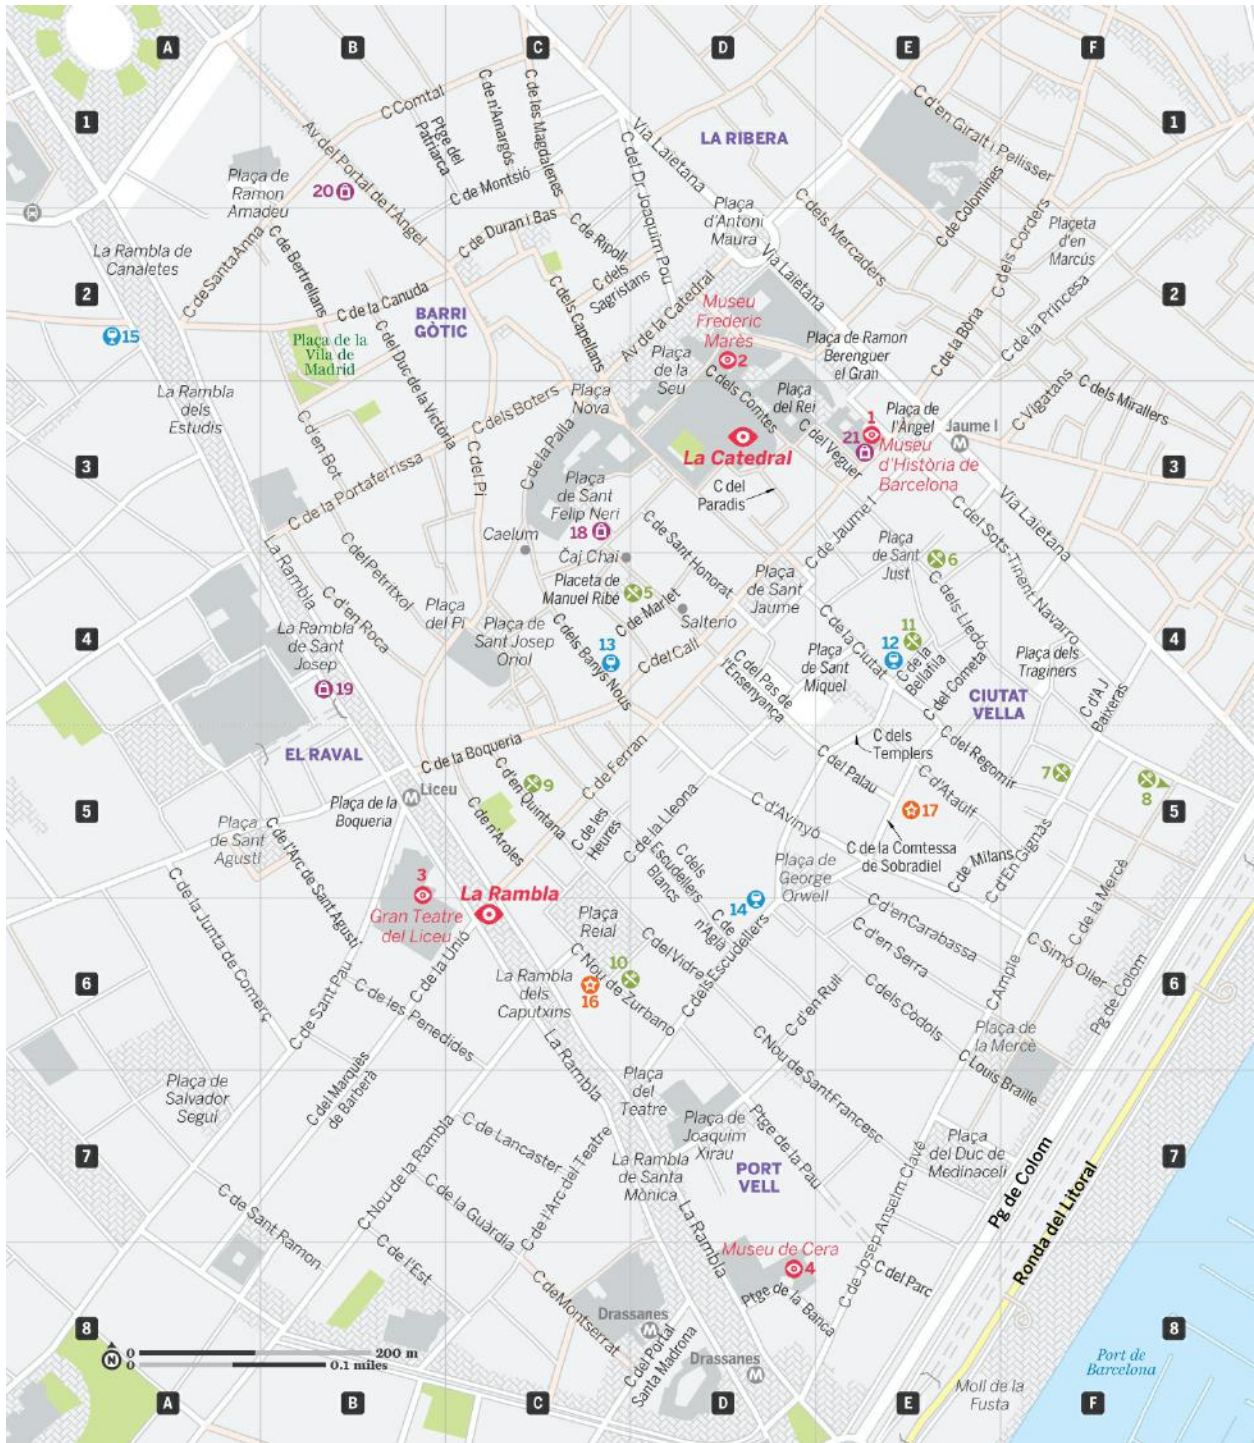 A
B
C
D
E
F
1
C Comtal
Ptge del
Patriarca
C de n'Amargós
C de les Magdalenes
C de Montsió
Av del Portal de l'Àngel
Via Laietana
C del Dr Joaquim Pou
LA RIBERA
C d'en Giralt i Pellisser
1
Plaça de
Ramon
Amadeu
20
C de Duran i Bas
C de Ripoll
C dels
Sagristans
Plaça
d'Antoni
Maura
C dels Mercaders
C de Colomines
C dels Corders
Plaçeta
d'en
Marcús
La Rambla de
Canaletes
C de Santa Anna
C de Bertrellans
2
C de la Canuda
BARRI
GÒTIC
C dels Capellans
Av de la Catedral
Via Laietana
Museu
Frederic
Marès
2
C de la Bòria
C de la Princesa
2
15
Plaça de la
Vila de
Madrid
C del Duc de la Victòria
Plaça
de la
Seu
Plaça de Ramon
Berenguer
el Gran
La Rambla
dels
Estudis
C dels Boters
Plaça
Nova
C dels Comtes
Plaça
del Rei
1
Plaça de
l'Àngel
Jaume I
C Vigatans
C dels Mirallers
C d'en Bot
C del Pi
C de la Palla
La Catedral
C del Veguer
21
Museu
d'Història de
Barcelona
3
3
C de la Portaferrissa
Plaça
de Sant
Felip Neri
18
C del
Paradis
Caelum
Čaj Chai
C de Sant Honorat
C de Jaume I
C del Sots-Tinent Navarro
Via Laietana
La Rambla
C del Petritxol
Placeta de
Manuel Ribé
5
C de Marlet
Salterio
Plaça
de Sant
Jaume
Plaça
de Sant
Just
6
C dels Lledó
C d'en Roca
Plaça
del Pi
Plaça de
Sant Josep
Oriol
C dels Banys Nous
13
C del Call
C del Pas de
l'Ensenyança
4
La Rambla
de Sant
Josep
19
Plaça
de Sant
Miquel
C de la Ciutat
12
11
C de la
Bellafila
C del Cometa
Plaça dels
Traginers
4
CIUTAT
VELLA
C d'AJ
Baixeras
EL RAVAL
C de la Boqueria
C de Ferran
C dels
Templers
C del Palau
C del Regomir
Plaça de la
Boqueria
Liceu
C d'en Quintana
9
C de n'Aroles
C de les
Heures
C de la Lleona
C d'Avinyó
C d'Ataülf
17
7
8
5
5
Plaça
de Sant
Agustí
C de l'Arc de Sant Agustí
C dels
Escudellers
Blancs
C de la Comtessa
de Sobradiel
Plaça de
George
Orwell
C de Milans
C d'En Gignàs
C de la Mercè
C de la Junta de Comerç
3
Gran Teatre
del Liceu
La Rambla
Plaça
Reial
14
C de
n'Agià
C d'en Carabassa
C d'en Serra
C Simó Oller
C de la Unió
C de Sant Pau
C de les Penedides
La Rambla
dels
Caputxins
C Nou de Zurbano
10
16
C del Vidre
C dels Escudellers
C d'en Rull
C dels Còdols
C Ample
Pg de Colom
6
6
C del Marquès
de Barberà
La Rambla
Plaça
del
Teatre
C Nou de Sant Francesc
Plaça de
la Mercè
C Louis Braille
Plaça de
Salvador
Seguí
C Nou de la Rambla
C de Lancaster
C de l'Arc del Teatre
Plaça de
Joaquim
Xirau
Ptge de la Pau
Plaça
del Duc de
Medinaceli
7
7
La Rambla
de Santa
Mònica
PORT
VELL
C de la Guàrdia
C de Sant Ramon
C de l'Est
La Rambla
Museu de Cera
4
C de Josep Anselm Clavé
C del Parc
Pg de Colom
Ronda del Litoral
C de Montserrat
Ptge de la Banca
Drassanes
C del Portal
Santa Madrona
Drassanes
8
8
N
0
200 m
0
0.1 miles
Port de
Barcelona
Moll de la
Fusta
A
B
C
D
E
F